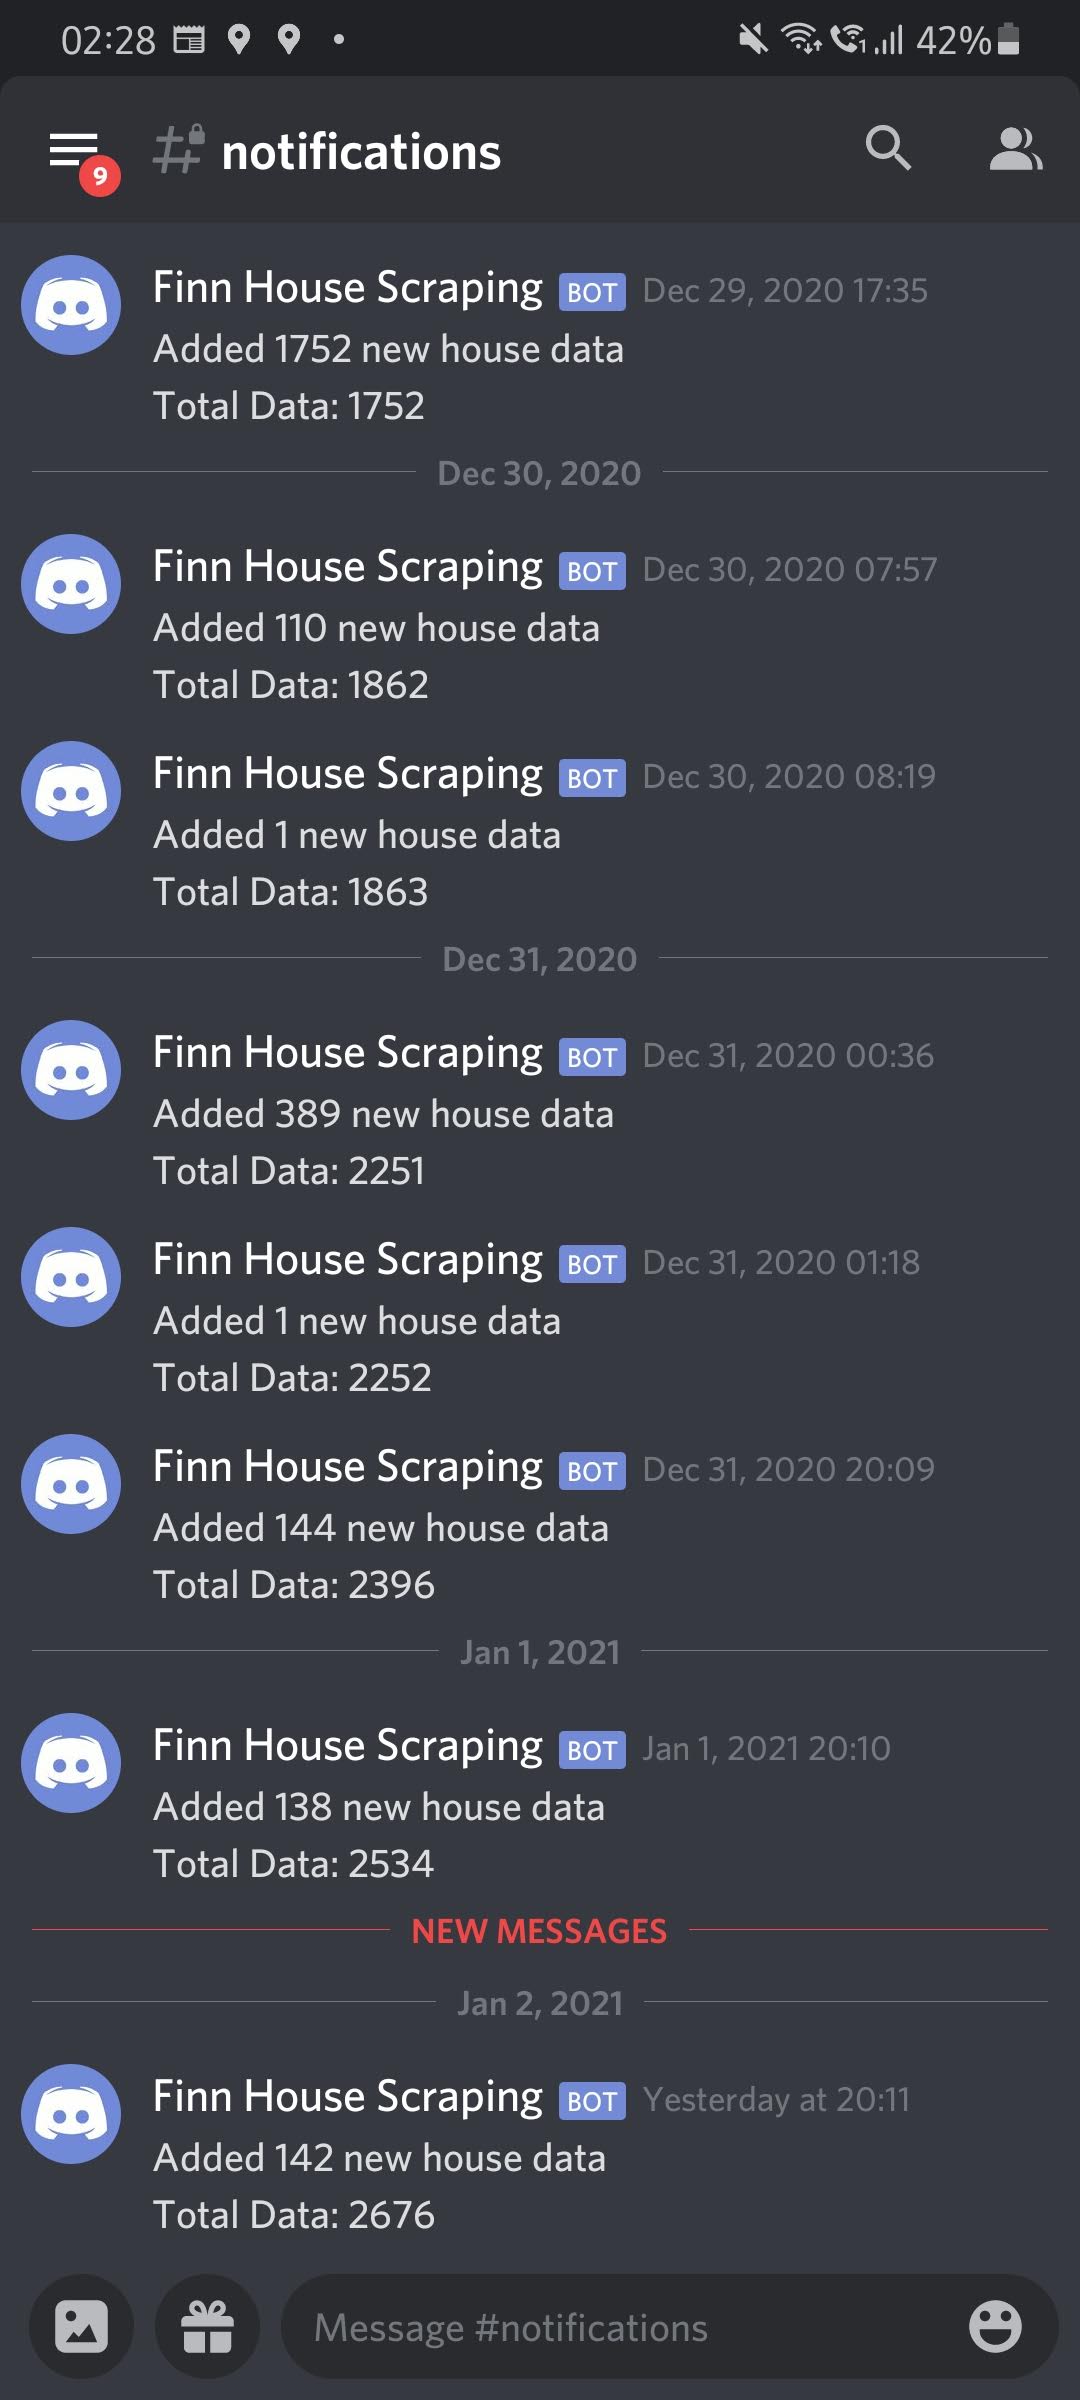 02:28
42%
9
# notifications
Finn House Scraping BOT Dec 29, 2020 17:35
Added 1752 new house data
Total Data: 1752
Dec 30, 2020
Finn House Scraping BOT Dec 30, 2020 07:57
Added 110 new house data
Total Data: 1862
Finn House Scraping BOT Dec 30, 2020 08:19
Added 1 new house data
Total Data: 1863
Dec 31, 2020
Finn House Scraping BOT Dec 31, 2020 00:36
Added 389 new house data
Total Data: 2251
Finn House Scraping BOT Dec 31, 2020 01:18
Added 1 new house data
Total Data: 2252
Finn House Scraping BOT Dec 31, 2020 20:09
Added 144 new house data
Total Data: 2396
Jan 1, 2021
Finn House Scraping BOT Jan 1, 2021 20:10
Added 138 new house data
Total Data: 2534
NEW MESSAGES
Jan 2, 2021
Finn House Scraping BOT Yesterday at 20:11
Added 142 new house data
Total Data: 2676
Message #notifications